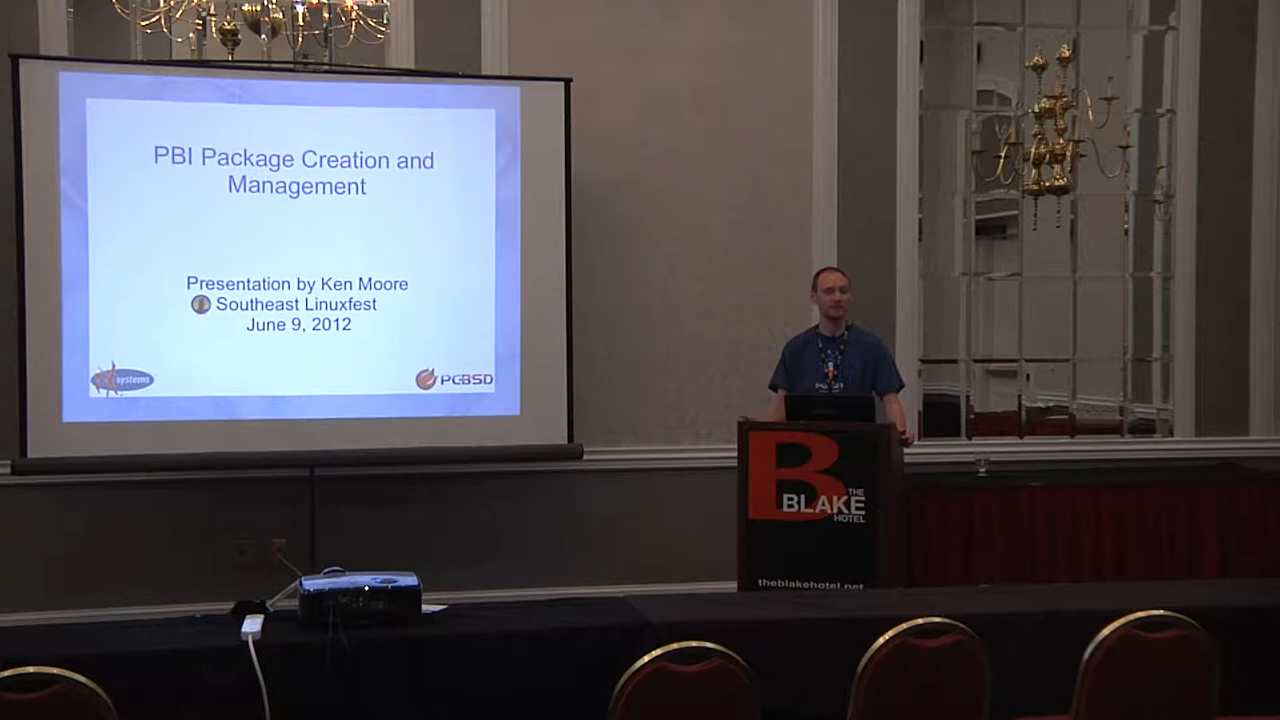 PBI Package Creation and
Management
Presentation by Ken Moore
Southeast Linuxfest
June 9, 2012
systems
PCBSD
B
THE
BLAKE
HOTEL
theblakehotel.net